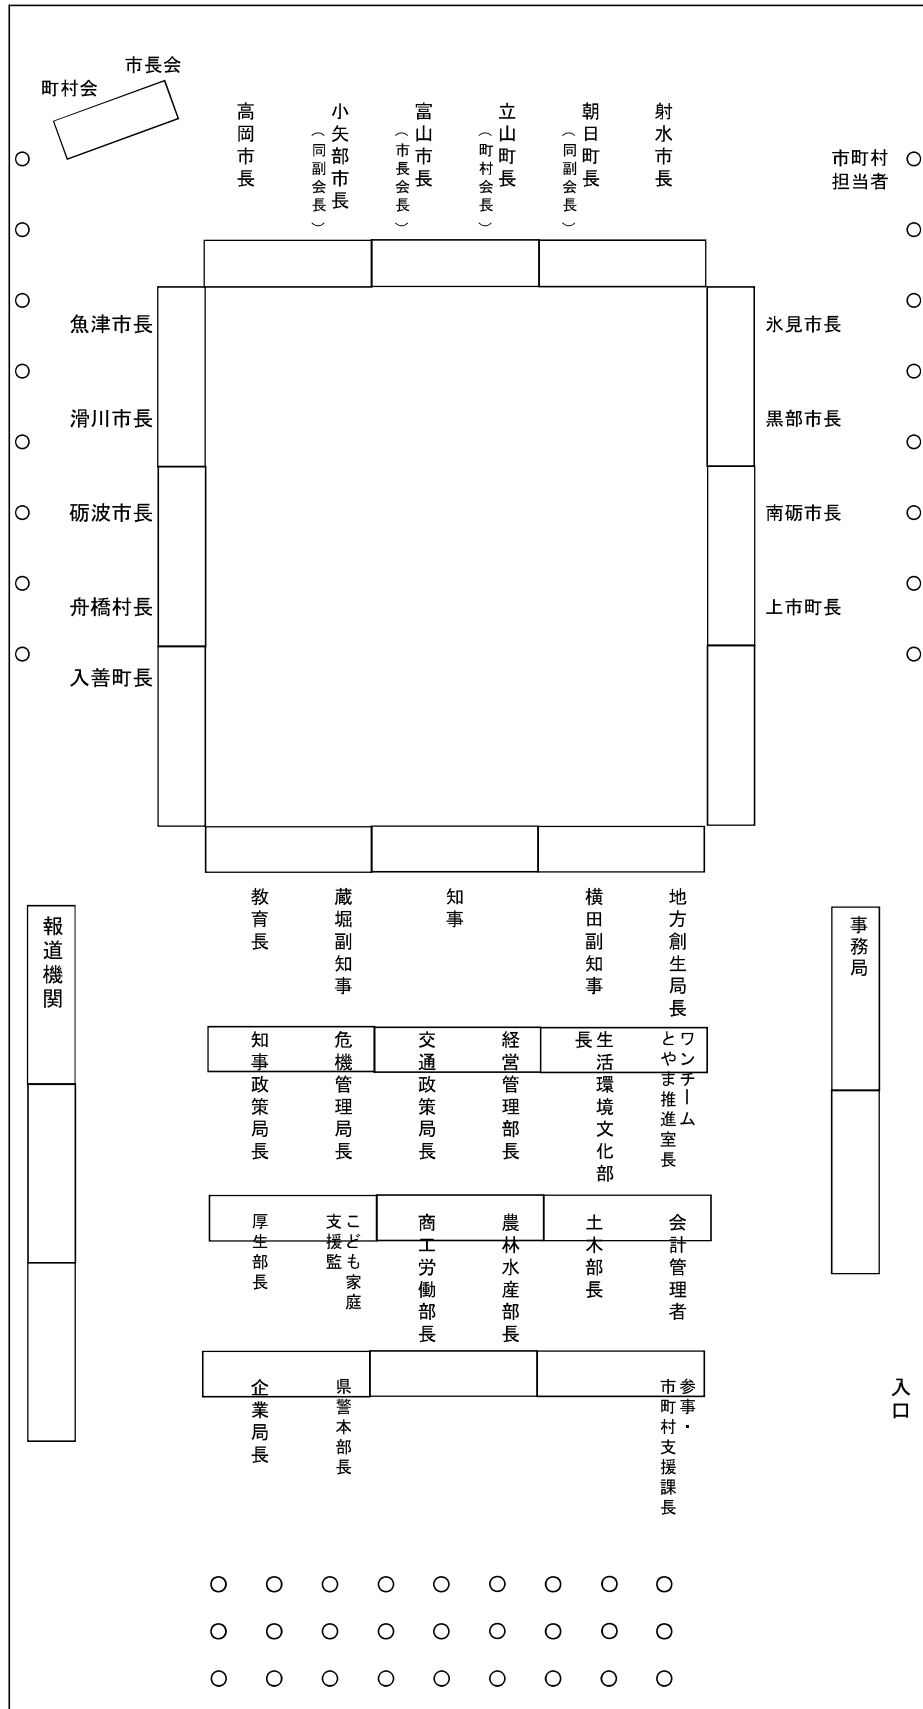 市長会
町村会
高岡市長
小矢部市長
（同副会長）
富山市長
（市長会長）
立山町長
（町村会長）
朝日町長
（同副会長）
射水市長
市町村
担当者
魚津市長
滑川市長
砺波市長
舟橋村長
入善町長
氷見市長
黒部市長
南砺市長
上市町長
教育長
蔵堀副知事
知事
横田副知事
地方創生局長
報道機関
事務局
知事政策局長
危機管理局長
交通政策局長
経営管理部長
生活環境文化部
長
ワンチーム
とやま推進室長
厚生部長
こども家庭
支援監
商工労働部長
農林水産部長
土木部長
会計管理者
企業局長
県警本部長
参事・
市町村支援課長
入口